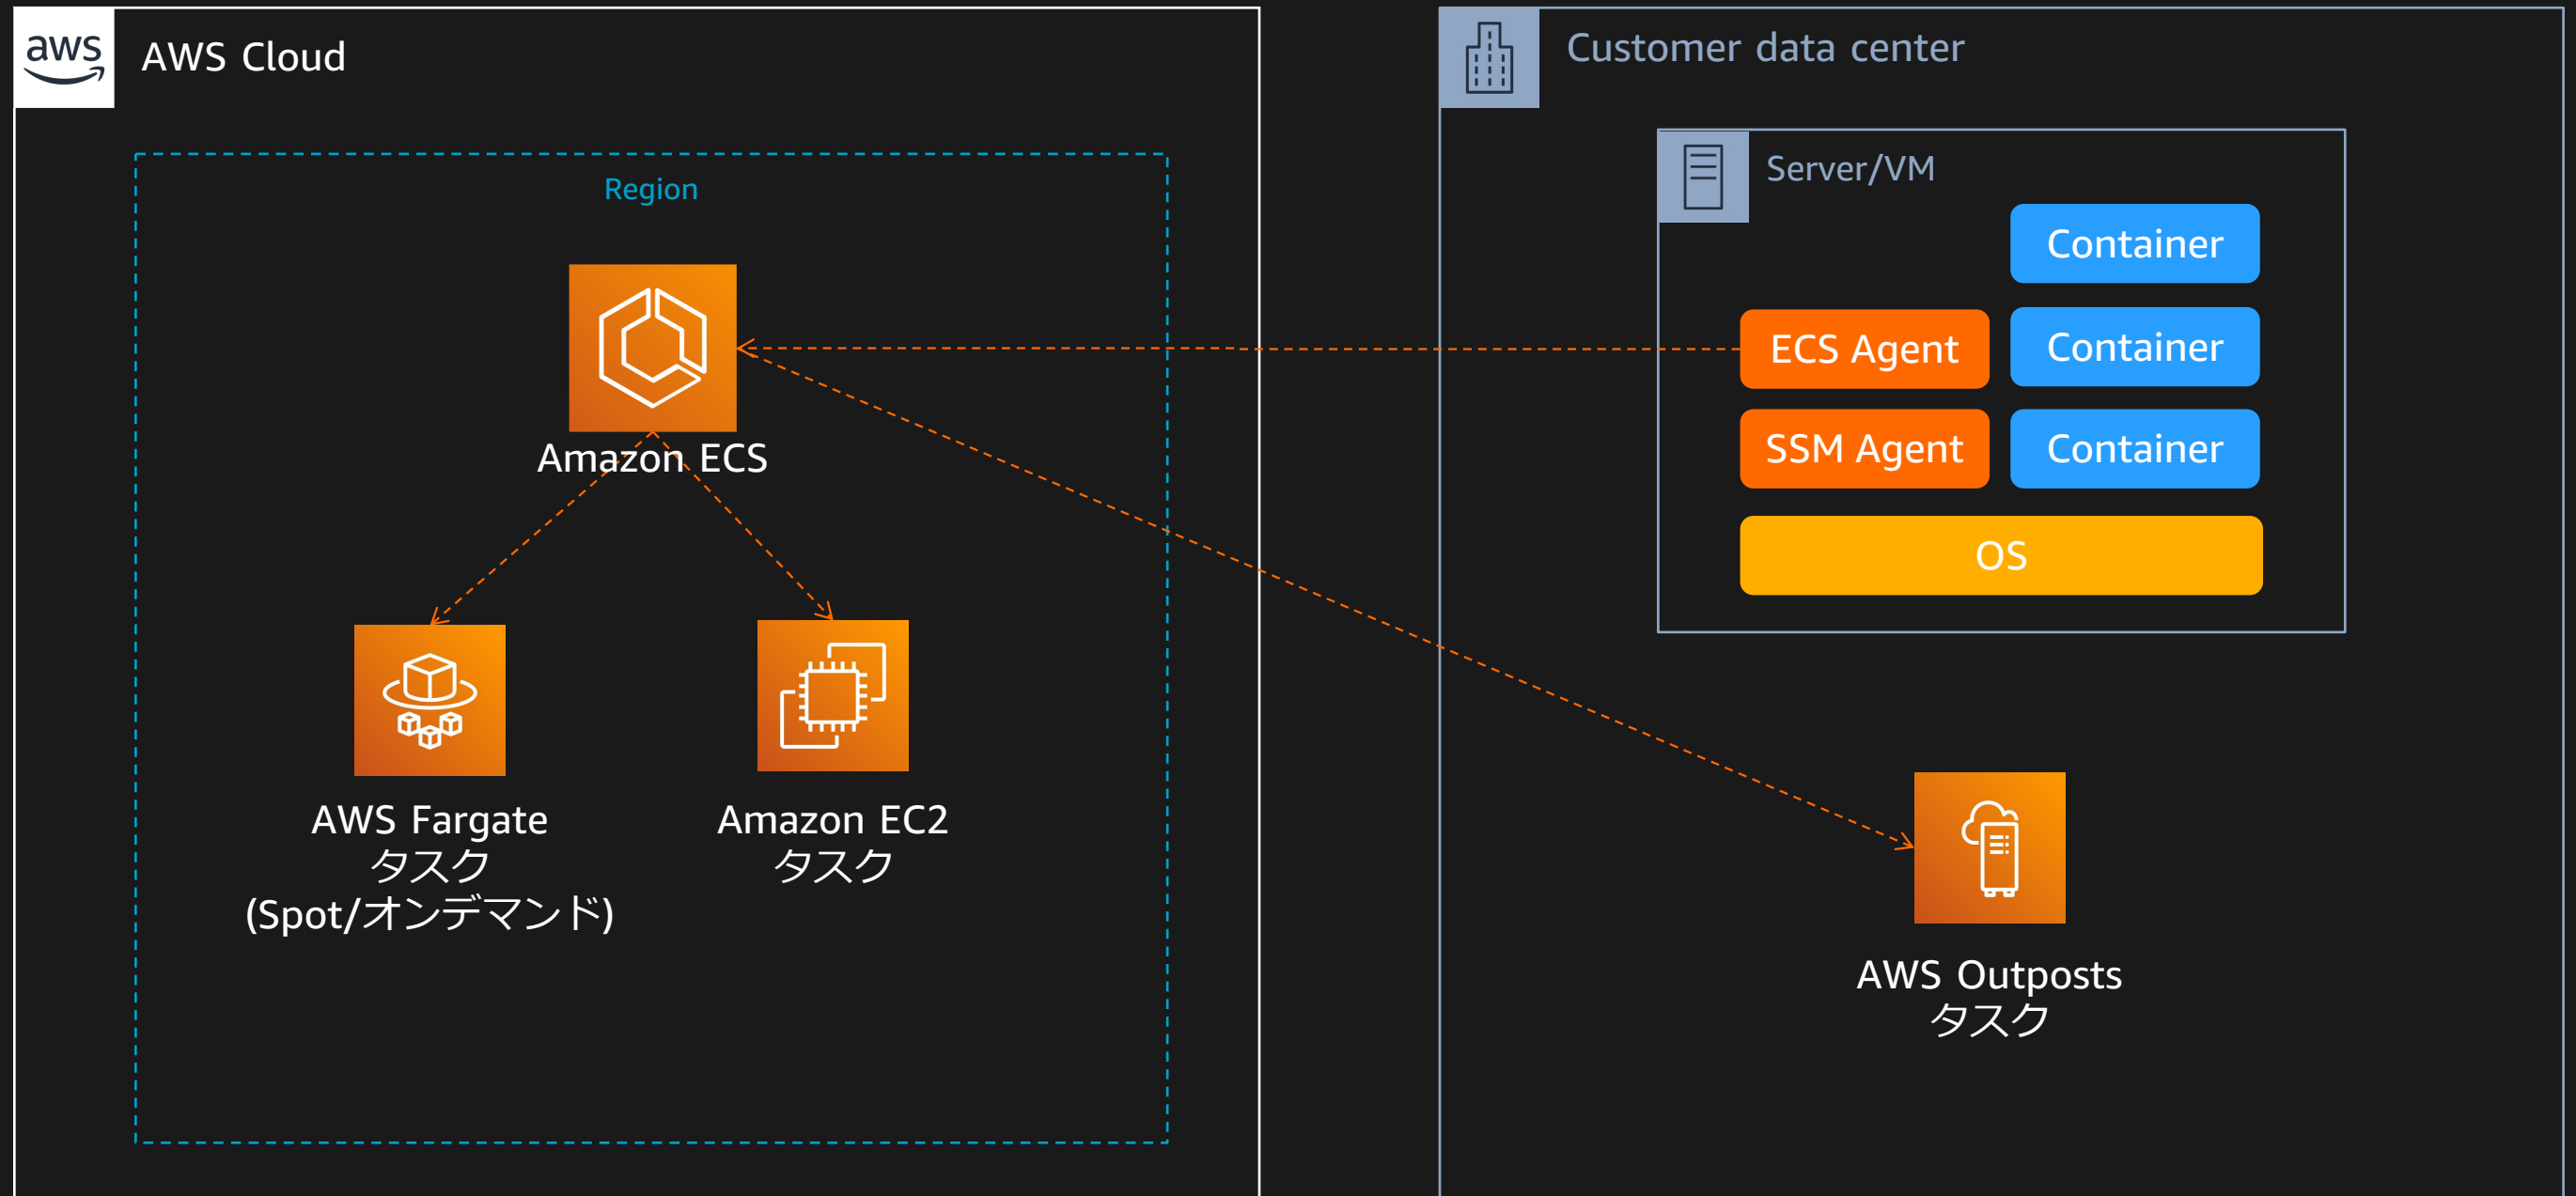 aws
AWS Cloud
Region
Amazon ECS
AWS Fargate
タスク
(Spot/オンデマンド)
Amazon EC2
タスク
Customer data center
Server/VM
Container
ECS Agent
Container
SSM Agent
Container
OS
AWS Outposts
タスク